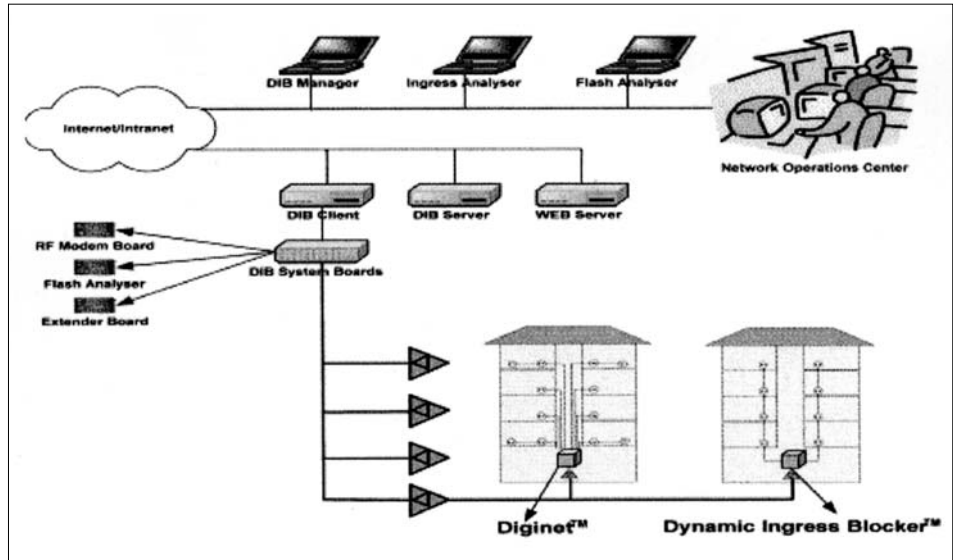 DIB Manager
Ingress Analyser
Flash Analyser
Internet/Intranet
Network Operations Center
DIB Client
DIB Server
WEB Server
RF Modem Board
DIB System Boards
Flash Analyser
Extender Board
Diginet™
Dynamic Ingress Blocker™